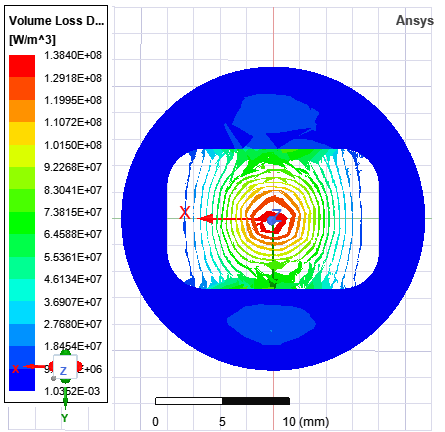 Volume Loss D...
[W/m^3]
1.3840E+08
1.2918E+08
1.1995E+08
1.1072E+08
1.0150E+08
9.2268E+07
8.3041E+07
7.3815E+07
6.4588E+07
5.5361E+07
4.6134E+07
3.6907E+07
2.7680E+07
1.8454E+07
1.0352E-03
Ansys
X
Z
X
Z
Y
0 5 10 (mm)